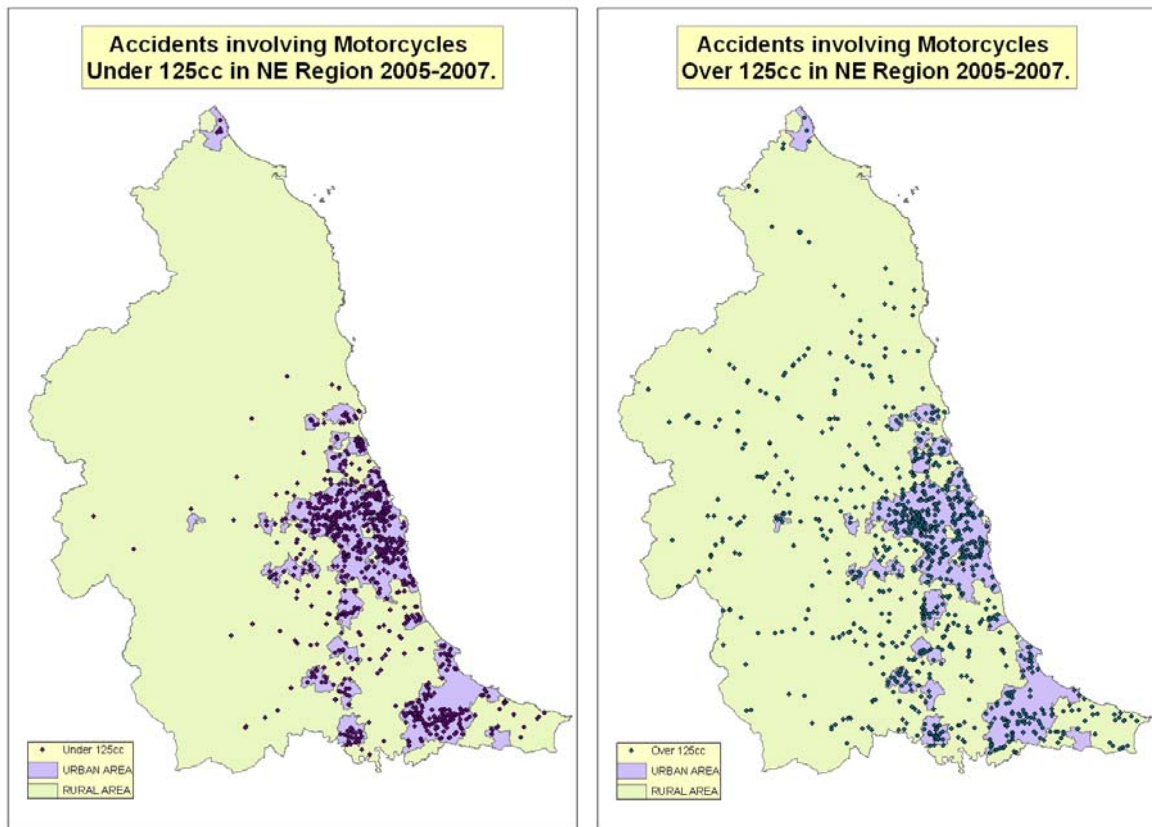 Accidents involving Motorcycles
Under 125cc in NE Region 2005-2007.
Under 125cc
URBAN AREA
RURAL AREA
Accidents involving Motorcycles
Over 125cc in NE Region 2005-2007.
Over 125cc
URBAN AREA
RURAL AREA